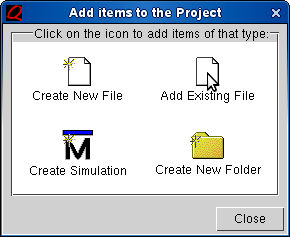 Add items to the Project
Click on the icon to add items of that type:
Create New File
Add Existing File
M
Create Simulation
Create New Folder
Close